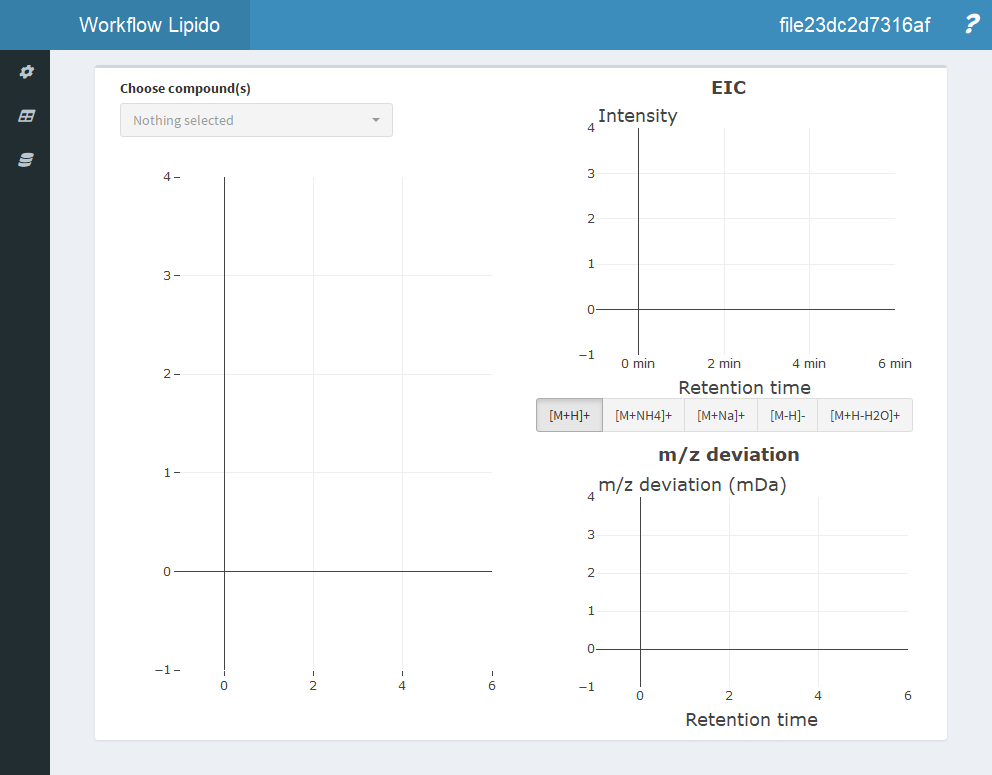 Workflow Lipido
file23dc2d7316af
?
Choose compound(s)
Nothing selected
4
3
2
1
0
−1
0 2 4 6
EIC
Intensity
4
3
2
1
0
−1
0 min 2 min 4 min 6 min
Retention time
[M+H]+ [M+NH4]+ [M+Na]+ [M-H]- [M+H-H2O]+
m/z deviation
m/z deviation (mDa)
4
3
2
1
0
−1
0 2 4 6
Retention time